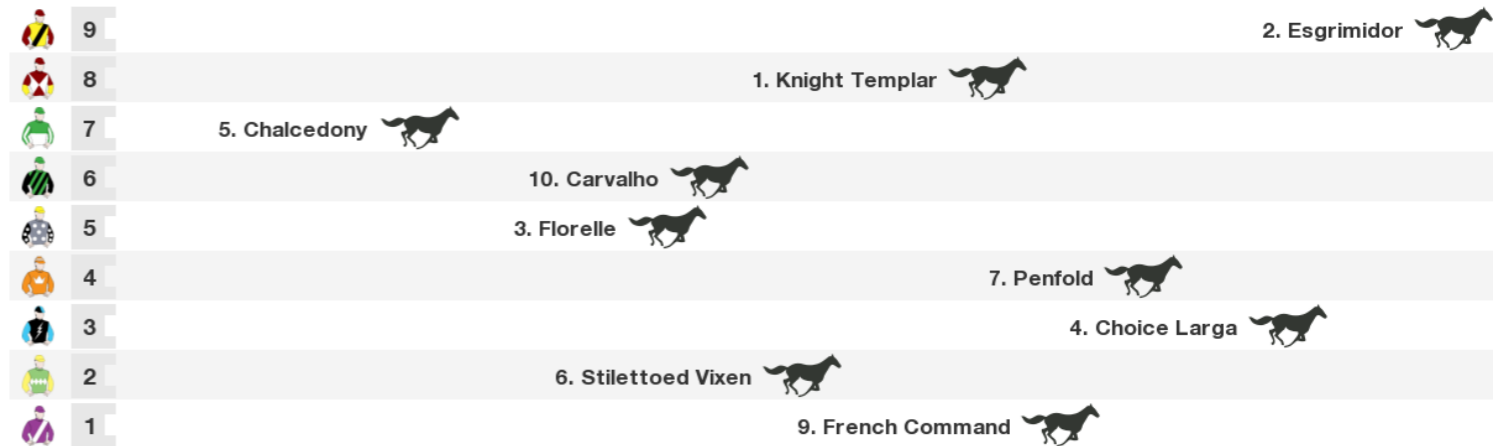 9 2. Esgrimidor
8 1. Knight Templar
7 5. Chalcedony
6 10. Carvalho
5 3. Florelle
4 7. Penfold
3 4. Choice Larga
2 6. Stilettoed Vixen
1 9. French Command